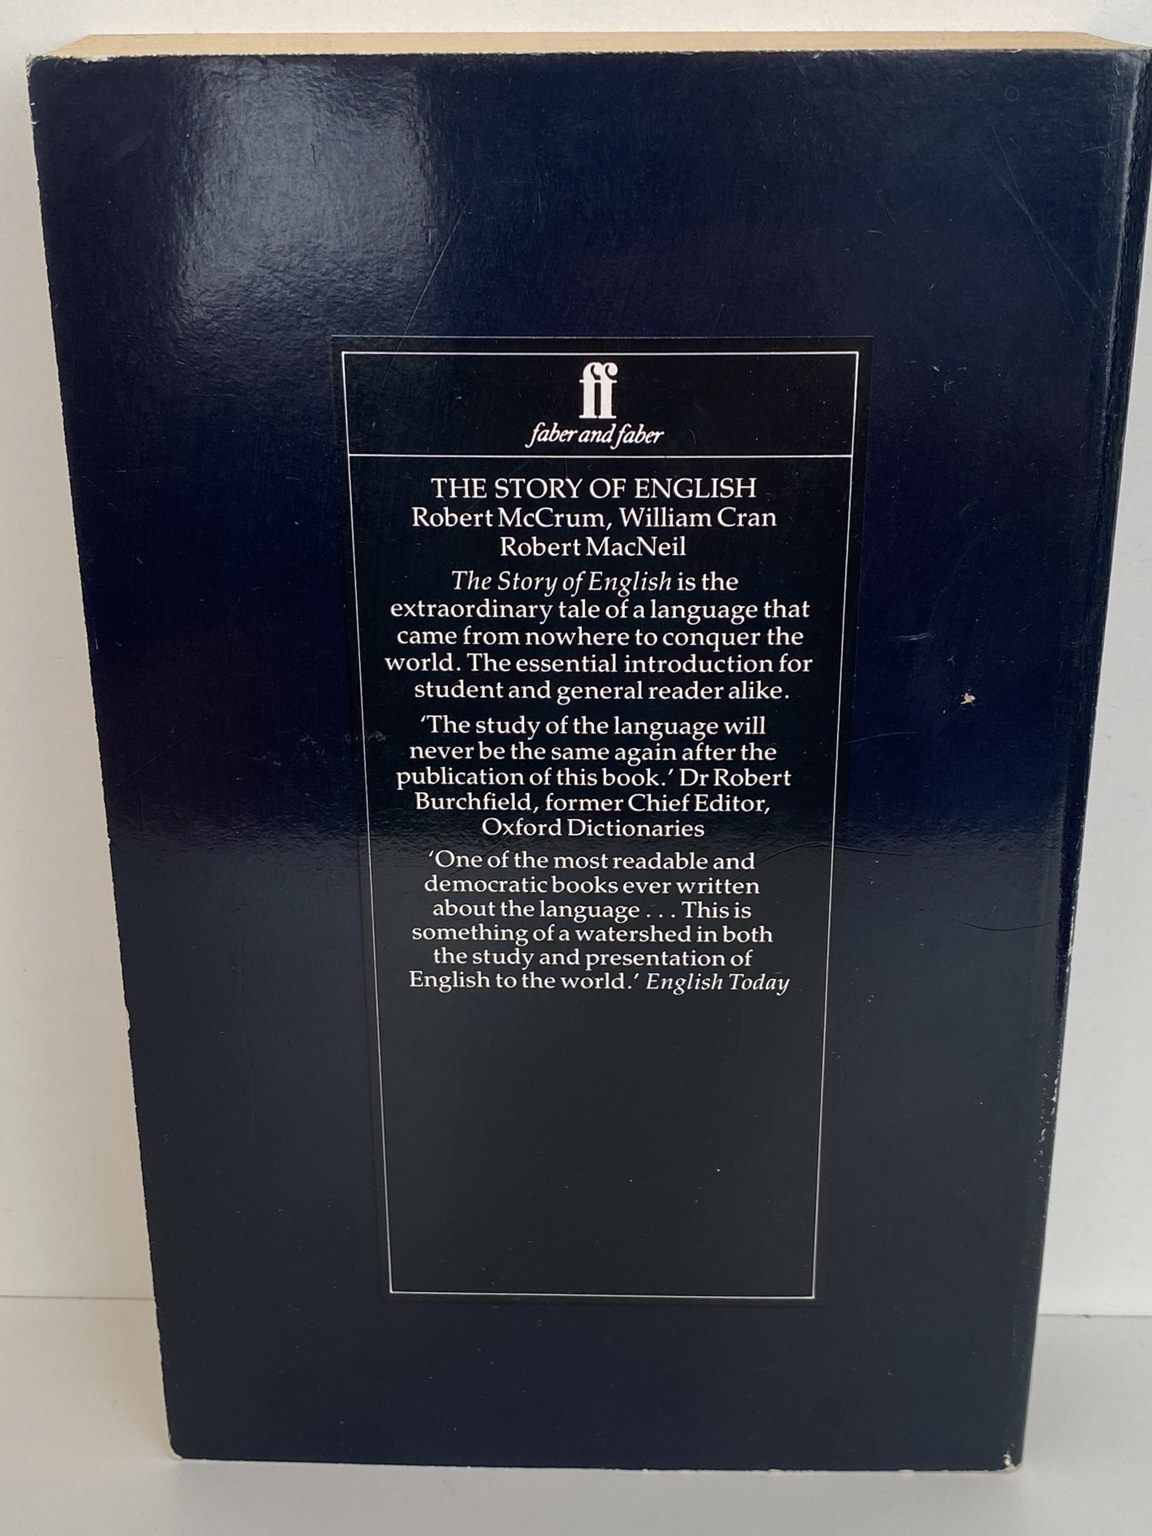 ff
faber and faber
THE STORY OF ENGLISH
Robert McCrum, William Cran
Robert MacNeil
The Story of English is the
extraordinary tale of a language that
came from nowhere to conquer the
world. The essential introduction for
student and general reader alike.
‘The study of the language will
never be the same again after the
publication of this book.’ Dr Robert
Burchfield, former Chief Editor,
Oxford Dictionaries
‘One of the most readable and
democratic books ever written
about the language . . . This is
something of a watershed in both
the study and presentation of
English to the world.’ English Today